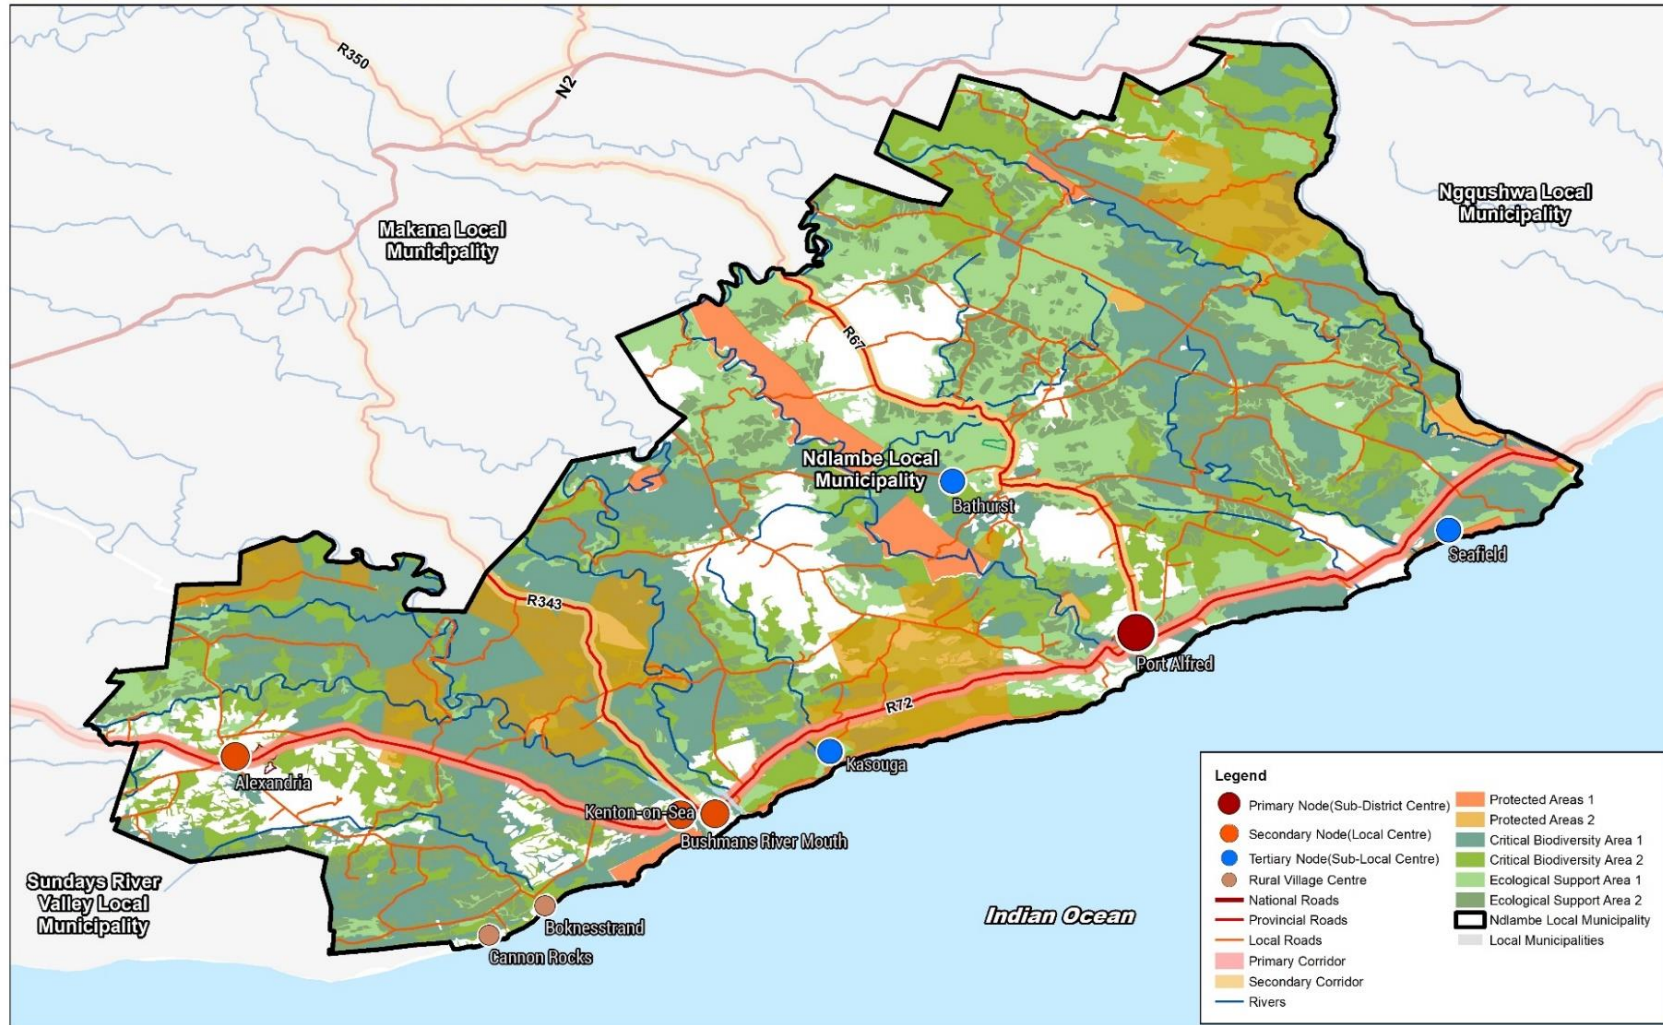 R350
N2
Makana Local
Municipality
Ngqushwa Local
Municipality
R67
Ndlambe Local
Municipality
Bathurst
Seafield
R343
Port Alfred
R72
Kasouga
Alexandria
Kenton-on-Sea
Bushmans River Mouth
Sundays River
Valley Local
Municipality
Boknesstrand
Cannon Rocks
Indian Ocean
Legend
Primary Node(Sub-District Centre)
Secondary Node(Local Centre)
Tertiary Node(Sub-Local Centre)
Rural Village Centre
National Roads
Provincial Roads
Local Roads
Primary Corridor
Secondary Corridor
Rivers
Protected Areas 1
Protected Areas 2
Critical Biodiversity Area 1
Critical Biodiversity Area 2
Ecological Support Area 1
Ecological Support Area 2
Ndlambe Local Municipality
Local Municipalities